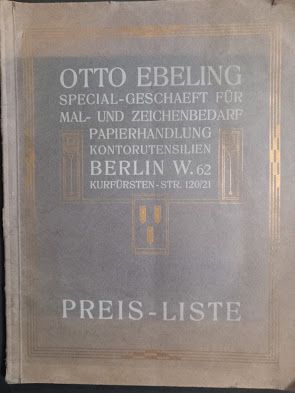 OTTO EBELING
SPECIAL-GESCHAEFT FÜR
MAL- UND ZEICHENBEDARF
PAPIERHANDLUNG
KONTORUTENSILIEN
BERLIN W. 62
KURFÜRSTEN-STR. 120/21
PREIS-LISTE